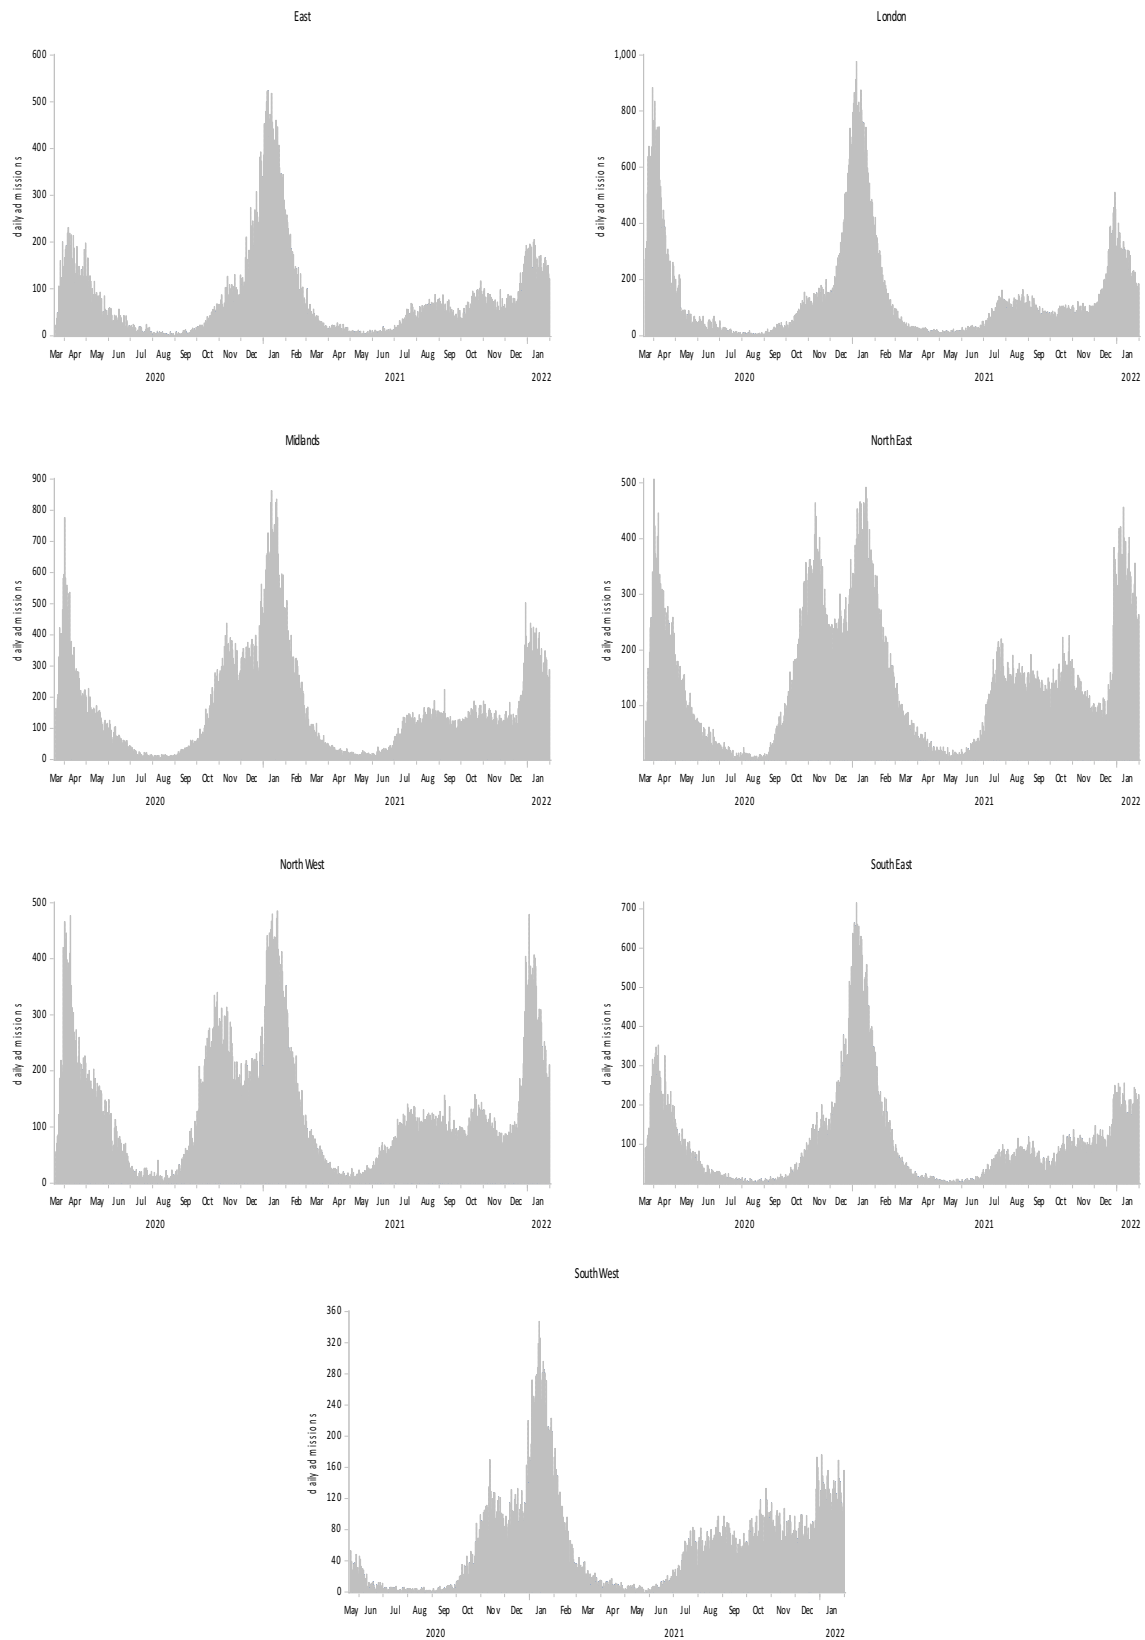 East
600
500
400
300
200
100
0
daily admissions
Mar Apr May Jun Jul Aug Sep Oct Nov Dec Jan Feb Mar Apr May Jun Jul Aug Sep Oct Nov Dec Jan
2020 2021 2022
London
1,000
800
600
400
200
0
daily admissions
Mar Apr May Jun Jul Aug Sep Oct Nov Dec Jan Feb Mar Apr May Jun Jul Aug Sep Oct Nov Dec Jan
2020 2021 2022
Midlands
900
800
700
600
500
400
300
200
100
0
daily admissions
Mar Apr May Jun Jul Aug Sep Oct Nov Dec Jan Feb Mar Apr May Jun Jul Aug Sep Oct Nov Dec Jan
2020 2021 2022
North East
500
400
300
200
100
daily admissions
Mar Apr May Jun Jul Aug Sep Oct Nov Dec Jan Feb Mar Apr May Jun Jul Aug Sep Oct Nov Dec Jan
2020 2021 2022
North West
500
400
300
200
100
0
daily admissions
Mar Apr May Jun Jul Aug Sep Oct Nov Dec Jan Feb Mar Apr May Jun Jul Aug Sep Oct Nov Dec Jan
2020 2021 2022
South East
700
600
500
400
300
200
100
daily admissions
Mar Apr May Jun Jul Aug Sep Oct Nov Dec Jan Feb Mar Apr May Jun Jul Aug Sep Oct Nov Dec Jan
2020 2021 2022
South West
360
320
280
240
200
160
120
80
40
0
daily admissions
May Jun Jul Aug Sep Oct Nov Dec Jan Feb Mar Apr May Jun Jul Aug Sep Oct Nov Dec Jan
2020 2021 2022